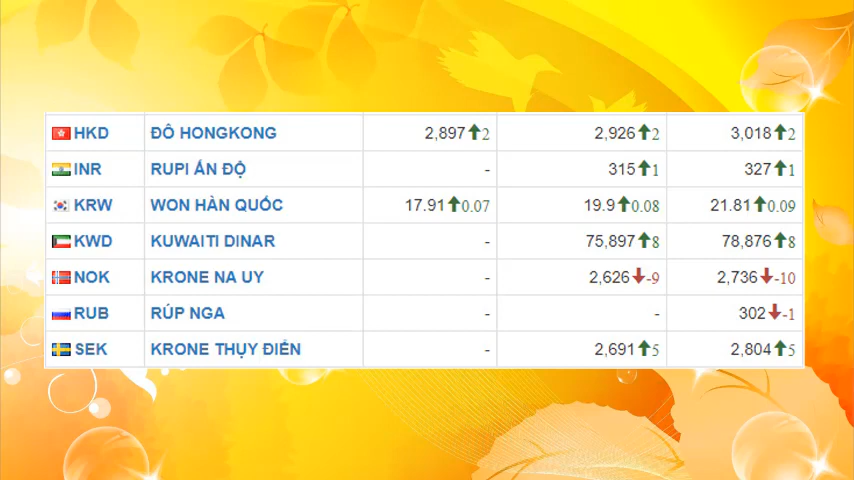 HKD ĐÔ HONGKONG 2,897 2 2,926 2 3,018 2
INR RUPI ẤN ĐỘ - 315 1 327 1
KRW WON HÀN QUỐC 17.91 0.07 19.9 0.08 21.81 0.09
KWD KUWAITI DINAR - 75,897 8 78,876 8
NOK KRONE NA UY - 2,626 -9 2,736 -10
RUB RÚP NGA - - 302 -1
SEK KRONE THỤY ĐIỂN - 2,691 5 2,804 5